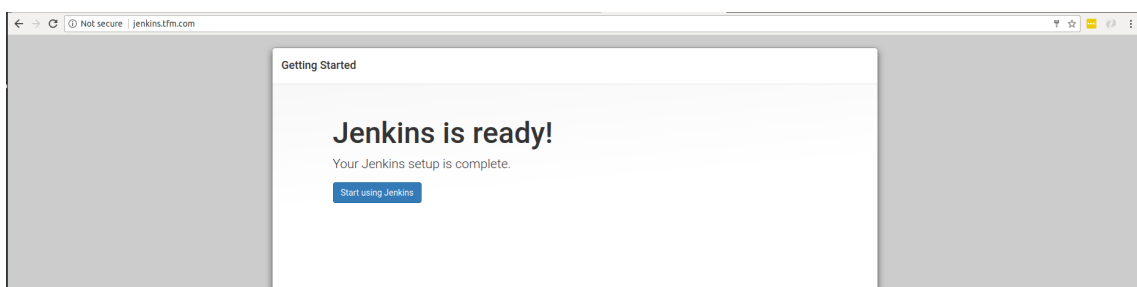 Not secure | jenkins.tfm.com
Getting Started
Jenkins is ready!
Your Jenkins setup is complete.
Start using Jenkins